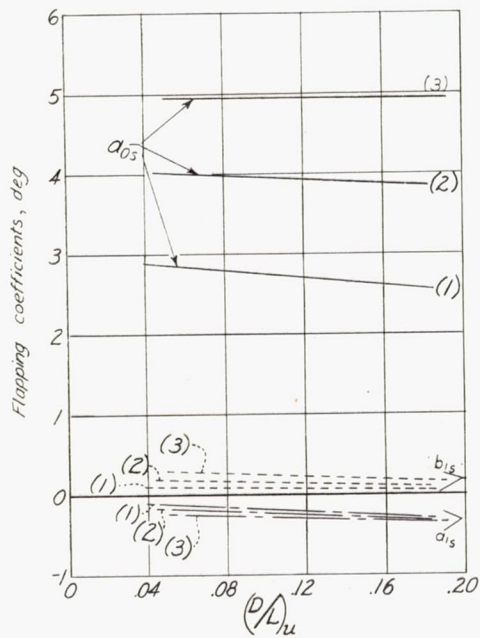 6
5
4
3
2
1
0
-1
Flapping coefficients, deg
a0s
(3)
(2)
(1)
(3)
(2)
(1)
b1s
(1)
(2)
(3)
a1s
0 .04 .08 .12 .16 .20
(D/L)u